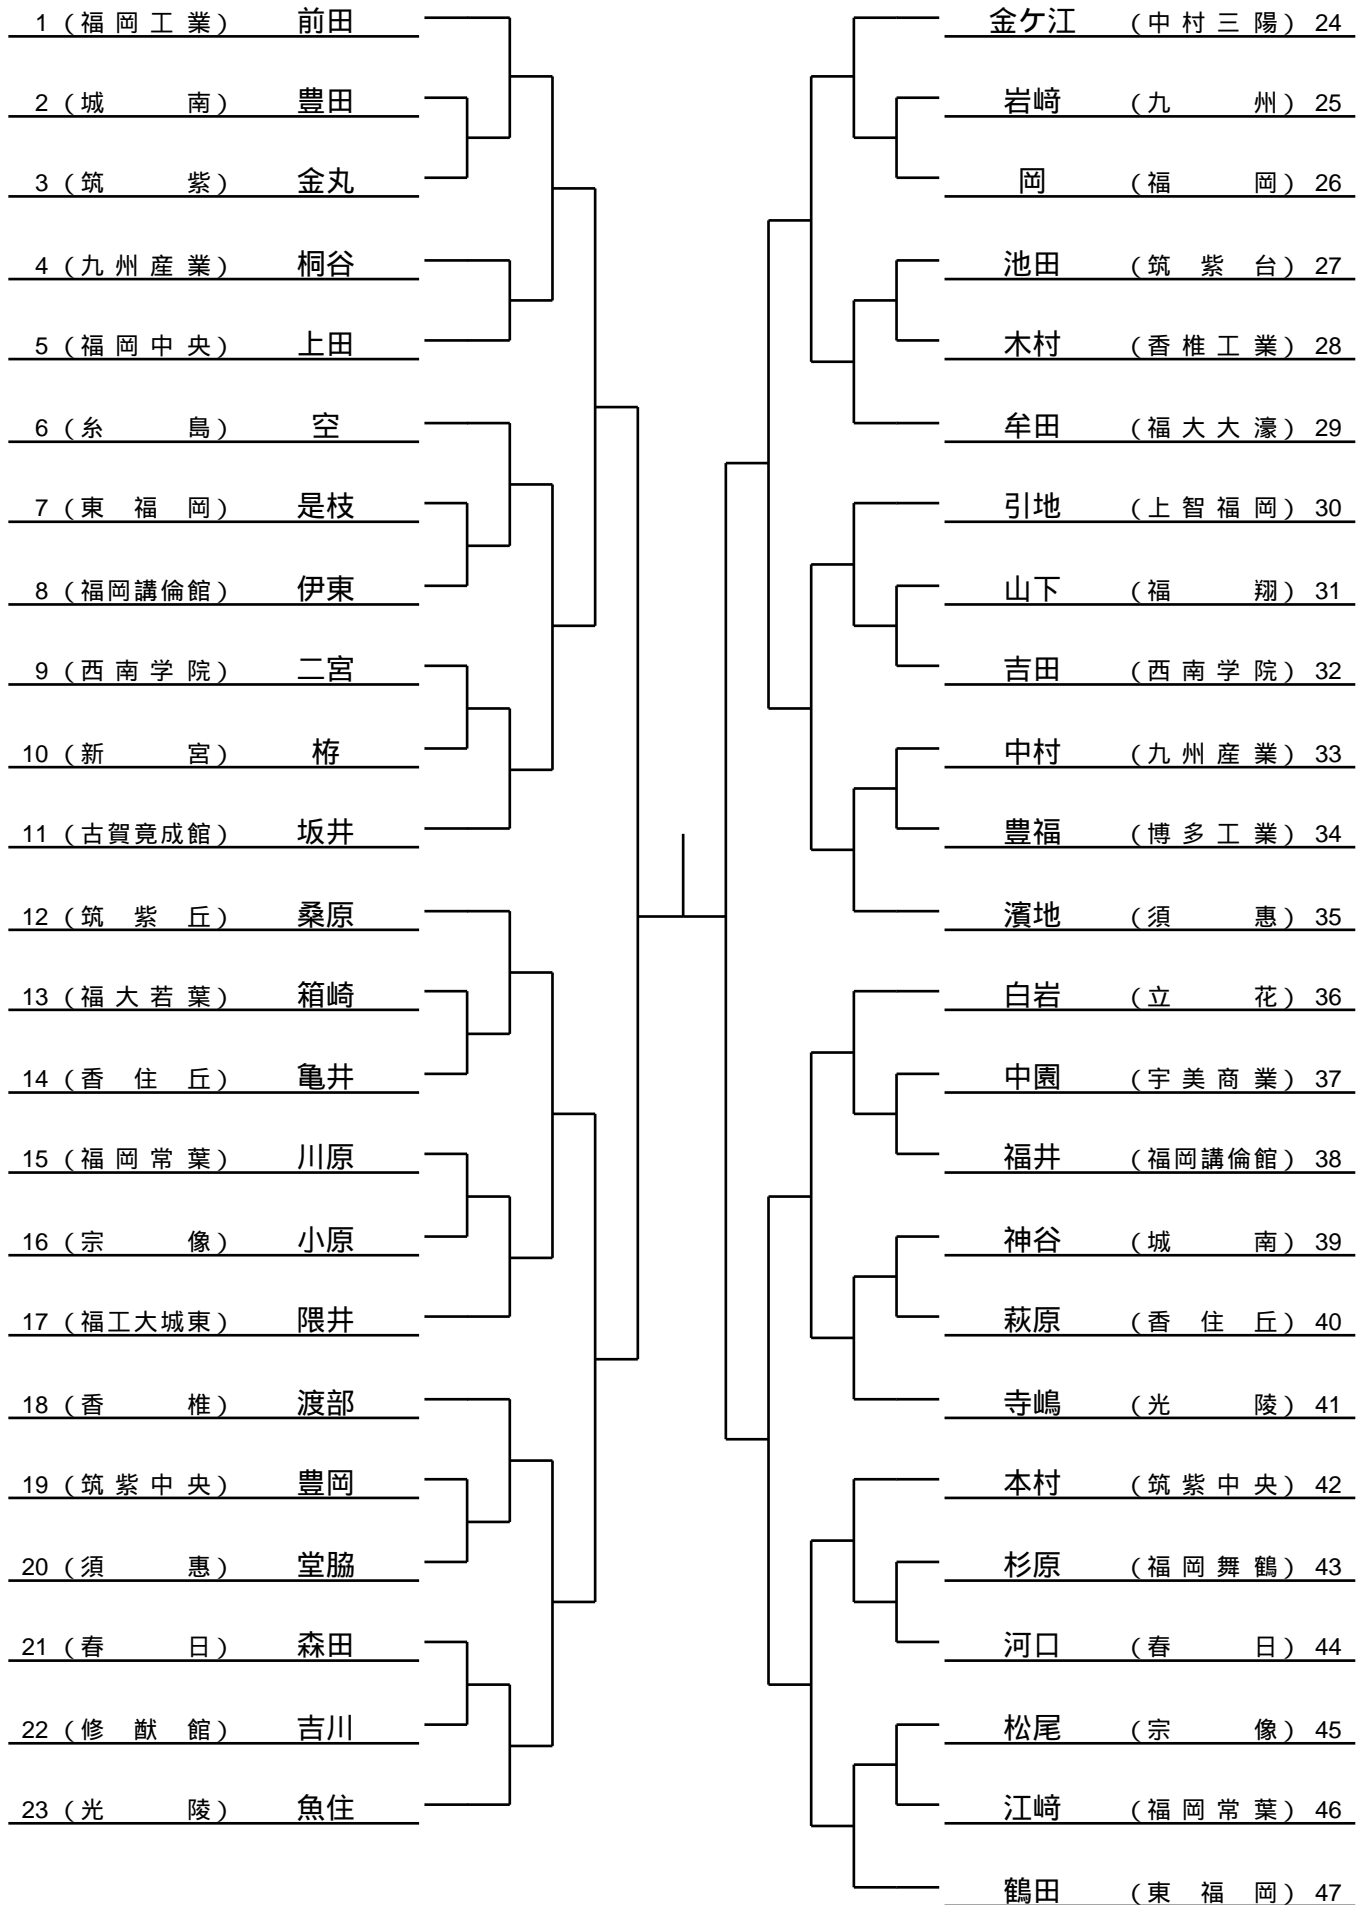 1 (福岡工業) 前田
2 (城南) 豊田
3 (筑紫) 金丸
4 (九州産業) 桐谷
5 (福岡中央) 上田
6 (糸島) 空
7 (東福岡) 是枝
8 (福岡講倫館) 伊東
9 (西南学院) 二宮
10 (新宮) 栫
11 (古賀竟成館) 坂井
12 (筑紫丘) 桑原
13 (福大若葉) 箱崎
14 (香住丘) 亀井
15 (福岡常葉) 川原
16 (宗像) 小原
17 (福工大城東) 隈井
18 (香椎) 渡部
19 (筑紫中央) 豊岡
20 (須惠) 堂脇
21 (春日) 森田
22 (修猷館) 吉川
23 (光陵) 魚住
金ケ江 (中村三陽) 24
岩﨑 (九州) 25
岡 (福岡) 26
池田 (筑紫台) 27
木村 (香椎工業) 28
牟田 (福大大濠) 29
引地 (上智福岡) 30
山下 (福翔) 31
吉田 (西南学院) 32
中村 (九州産業) 33
豊福 (博多工業) 34
濱地 (須惠) 35
白岩 (立花) 36
中園 (宇美商業) 37
福井 (福岡講倫館) 38
神谷 (城南) 39
萩原 (香住丘) 40
寺嶋 (光陵) 41
本村 (筑紫中央) 42
杉原 (福岡舞鶴) 43
河口 (春日) 44
松尾 (宗像) 45
江﨑 (福岡常葉) 46
鶴田 (東福岡) 47